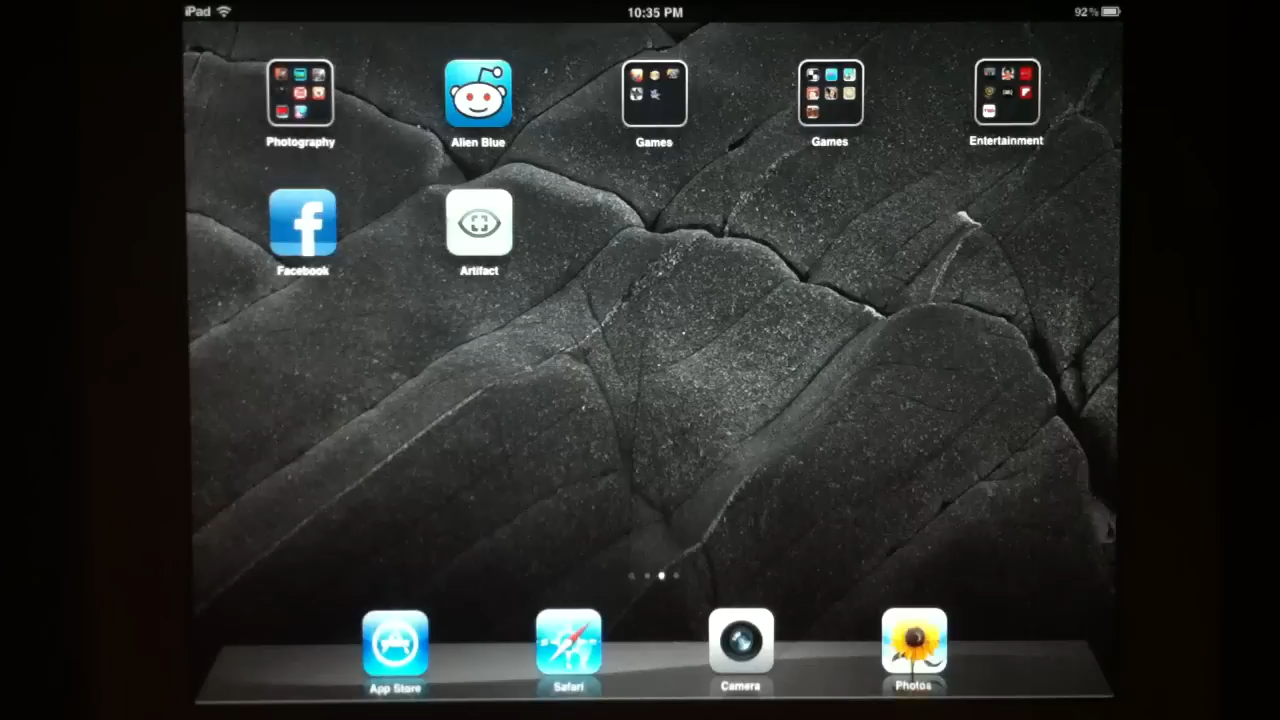 iPad 10:35 PM 92%
Photography Alien Blue Games Games Entertainment
Facebook Artifact
App Store Safari Camera Photos